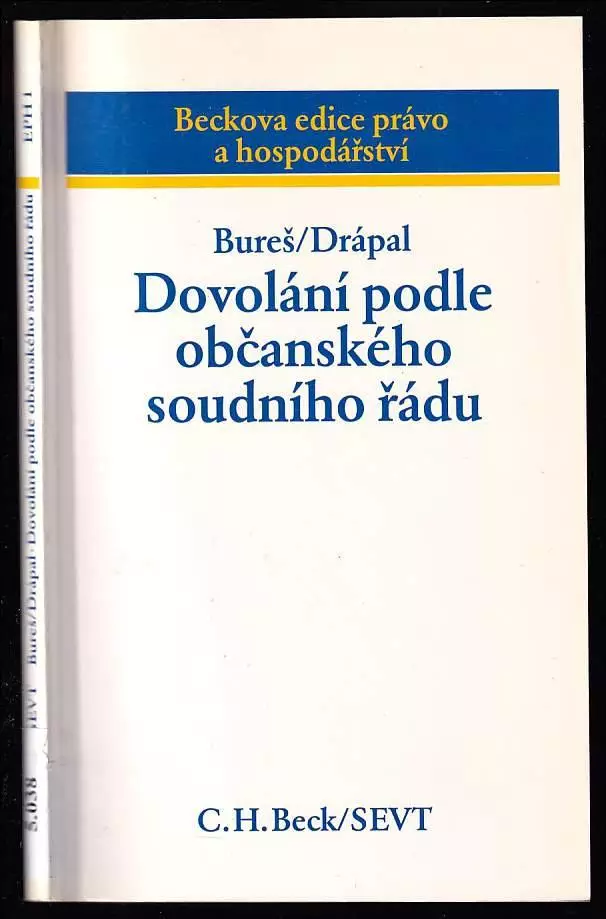 Beckova edice právo
a hospodářství
Bureš/Drápal
Dovolání podle
občanského
soudního řádu
C.H.Beck/SEVT
EPH 1
Bureš/Drápal · Dovolání podle občanského soudního řádu
SEVT
5.038